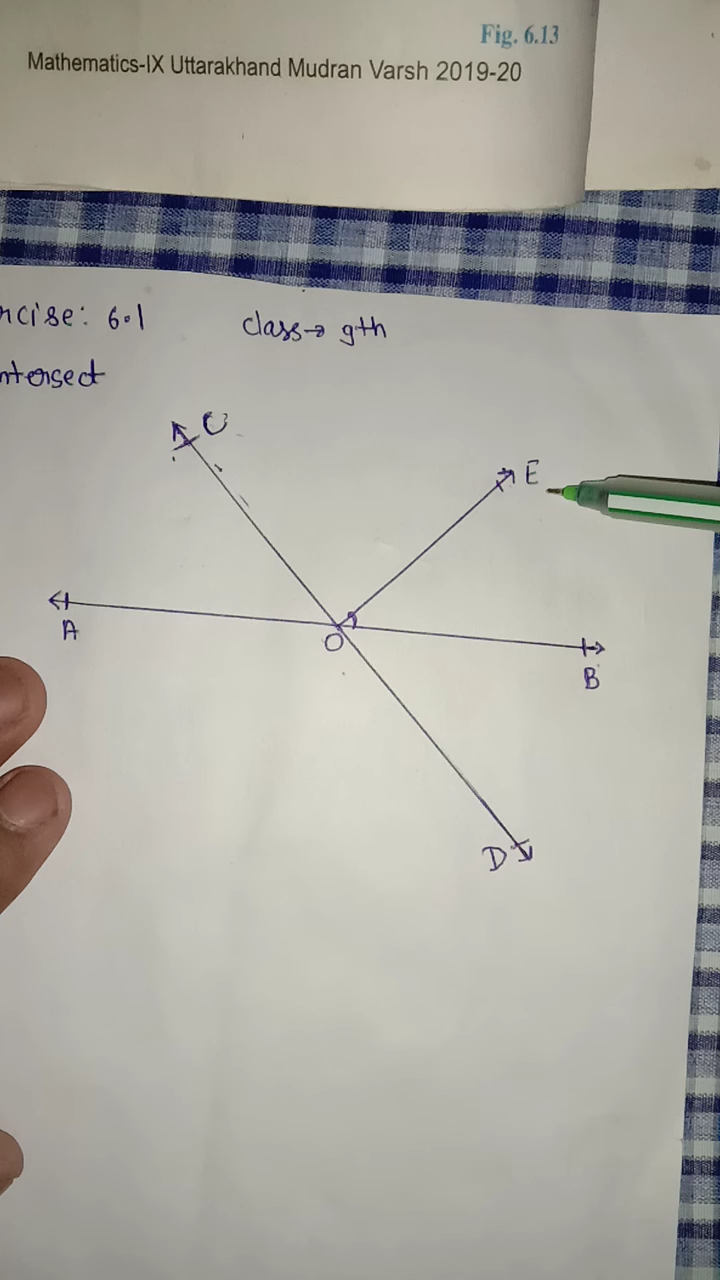 Fig. 6.13
Mathematics-IX Uttarakhand Mudran Varsh 2019-20
rcise: 6.1 class→ 9th
ntersect
C
E
A
O
B
D